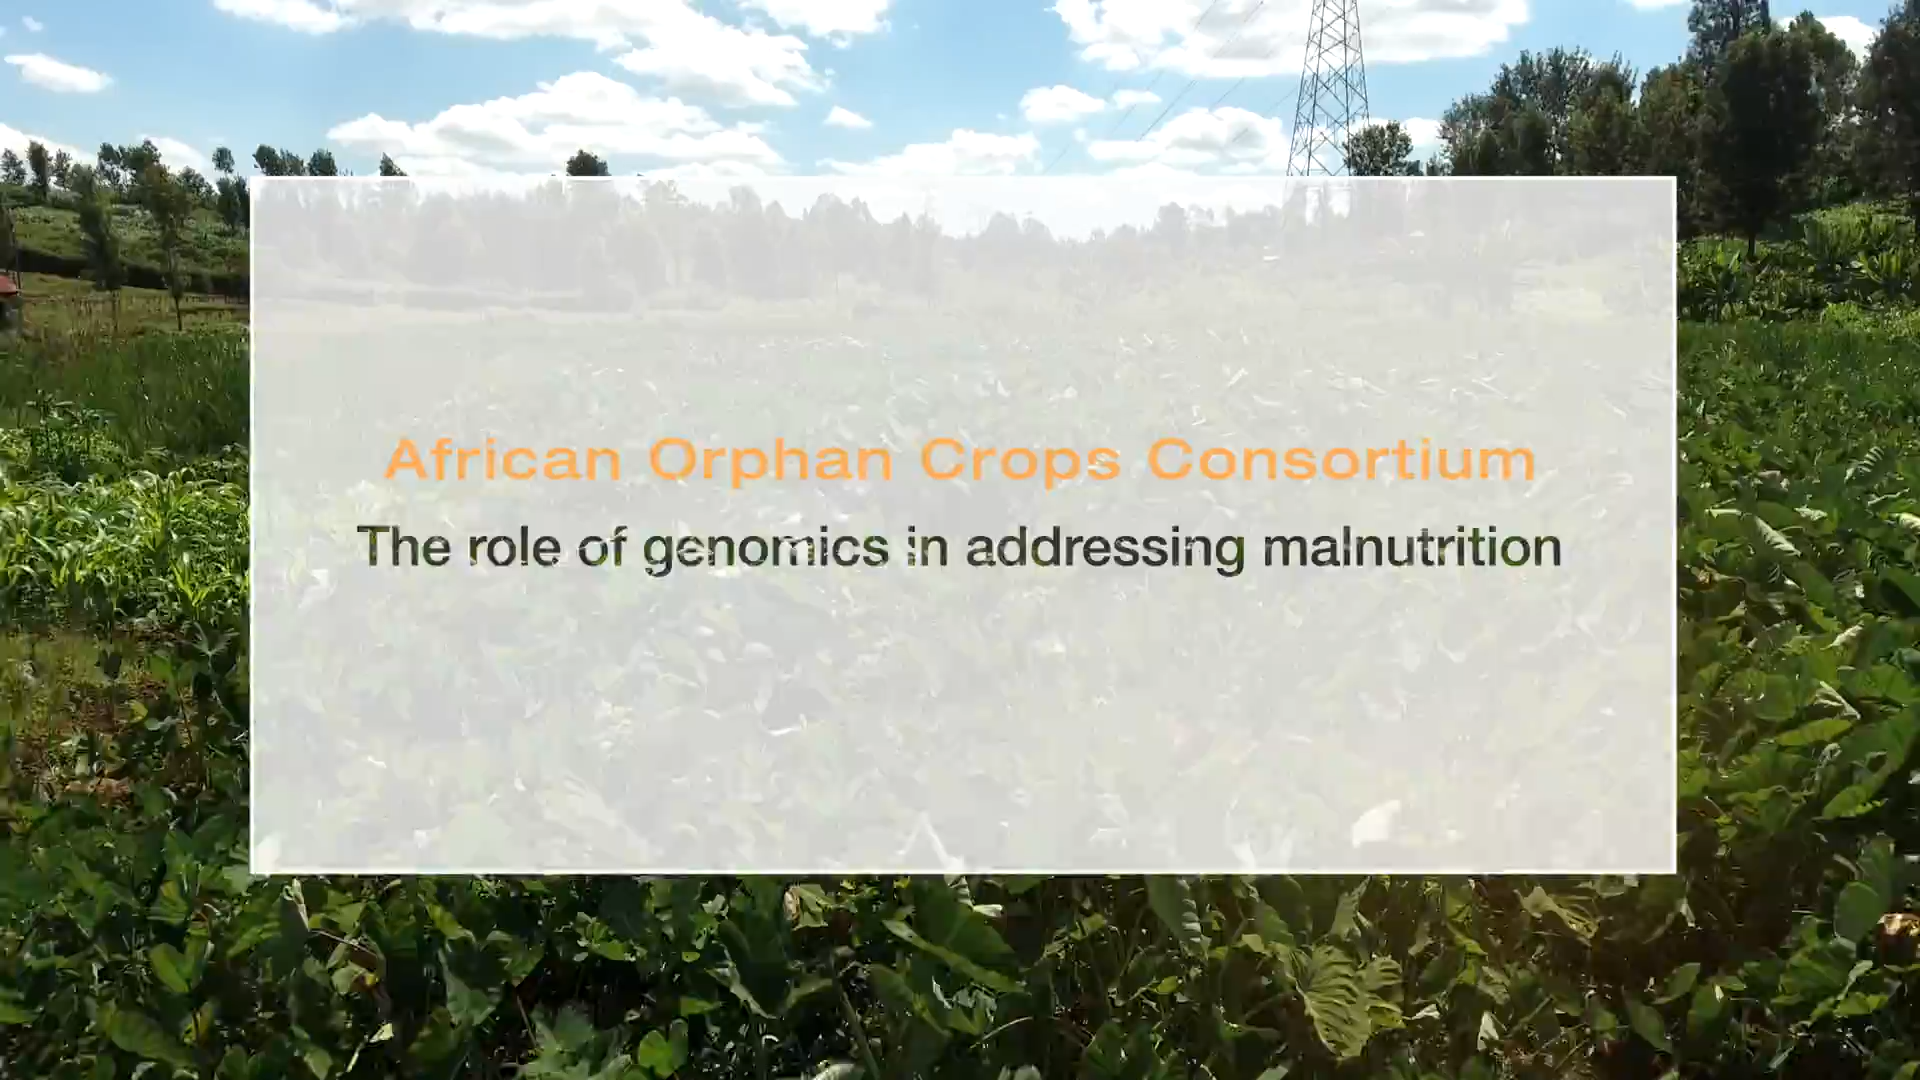 African Orphan Crops Consortium
The role of genomics in addressing malnutrition